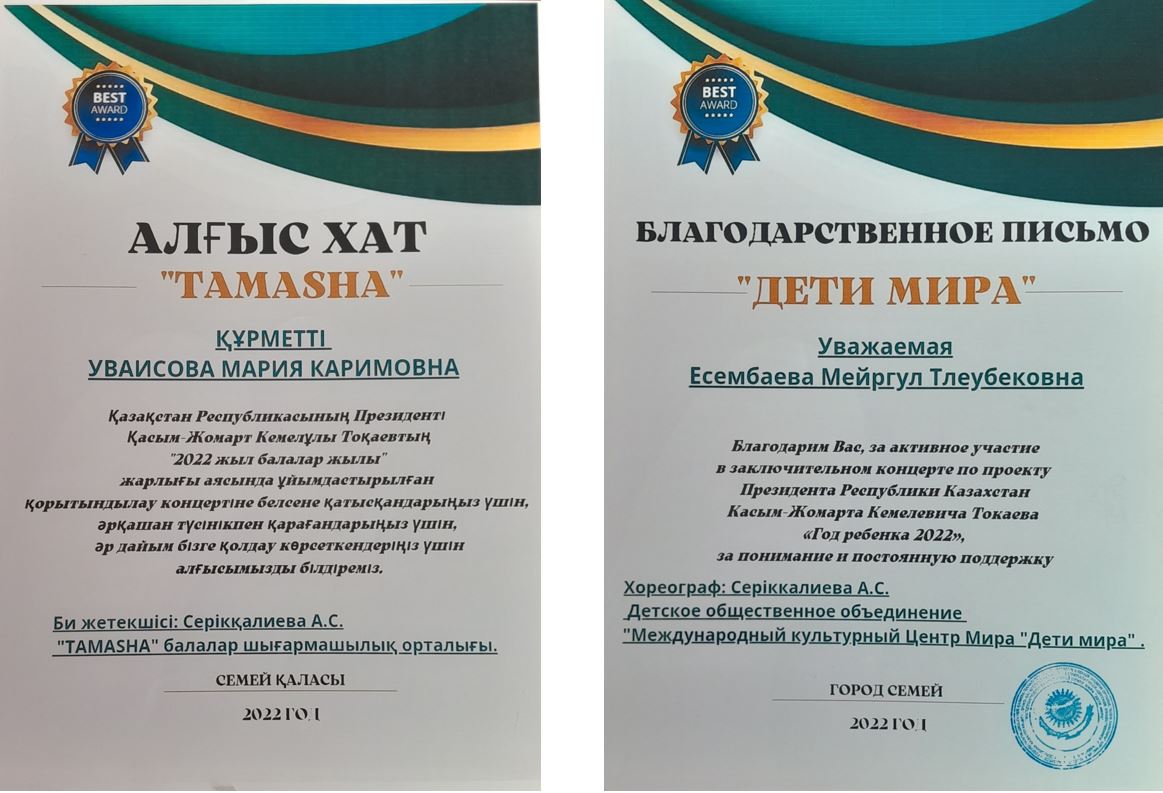 BEST
AWARD
АЛҒЫС ХАТ
"TAMASHA"
ҚҰРМЕТТІ
УВАИСОВА МАРИЯ КАРИМОВНА
Қазақстан Республикасының Президенті
Қасым-Жомарт Кемелұлы Тоқаевтың
"2022 жыл балалар жылы"
жарлығы аясында ұйымдастырылған
қорытындылау концертіне белсене қатысқандарыңыз үшін,
әрқашан түсінікпен қарағандарыңыз үшін,
әр дайым бізге қолдау көрсеткендеріңіз үшін
алғысымызды білдіреміз.
Би жетекшісі: Серікқалиева А.С.
"TAMASHA" балалар шығармашылық орталығы.
СЕМЕЙ ҚАЛАСЫ
2022 ГОД
BEST
AWARD
БЛАГОДАРСТВЕННОЕ ПИСЬМО
"ДЕТИ МИРА"
Уважаемая
Есембаева Мейргул Тлеубековна
Благодарим Вас, за активное участие
в заключительном концерте по проекту
Президента Республики Казахстан
Касым-Жомарта Кемелевича Токаева
«Год ребенка 2022»,
за понимание и постоянную поддержку
Хореограф: Серіккалиева А.С.
Детское общественное объединение
"Международный культурный Центр Мира "Дети мира" .
ГОРОД СЕМЕЙ
2022 ГОД